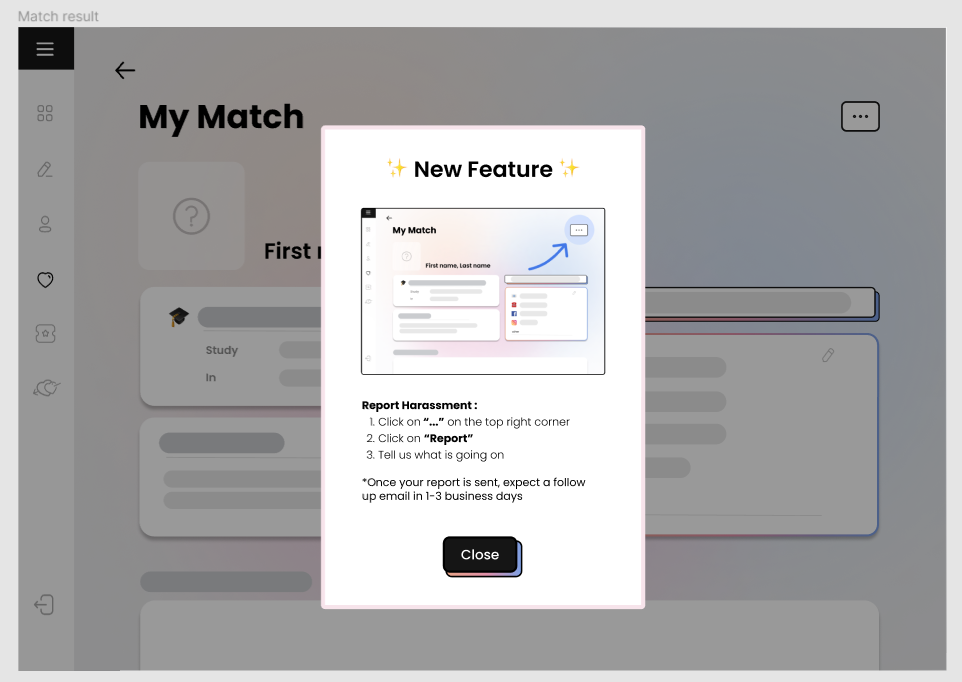 Match result
My Match
...
✨ New Feature ✨
My Match
...
First name, Last name
Study
In
First
Study
In
Report Harassment :
1. Click on “...” on the top right corner
2. Click on “Report”
3. Tell us what is going on
*Once your report is sent, expect a follow
up email in 1-3 business days
Close